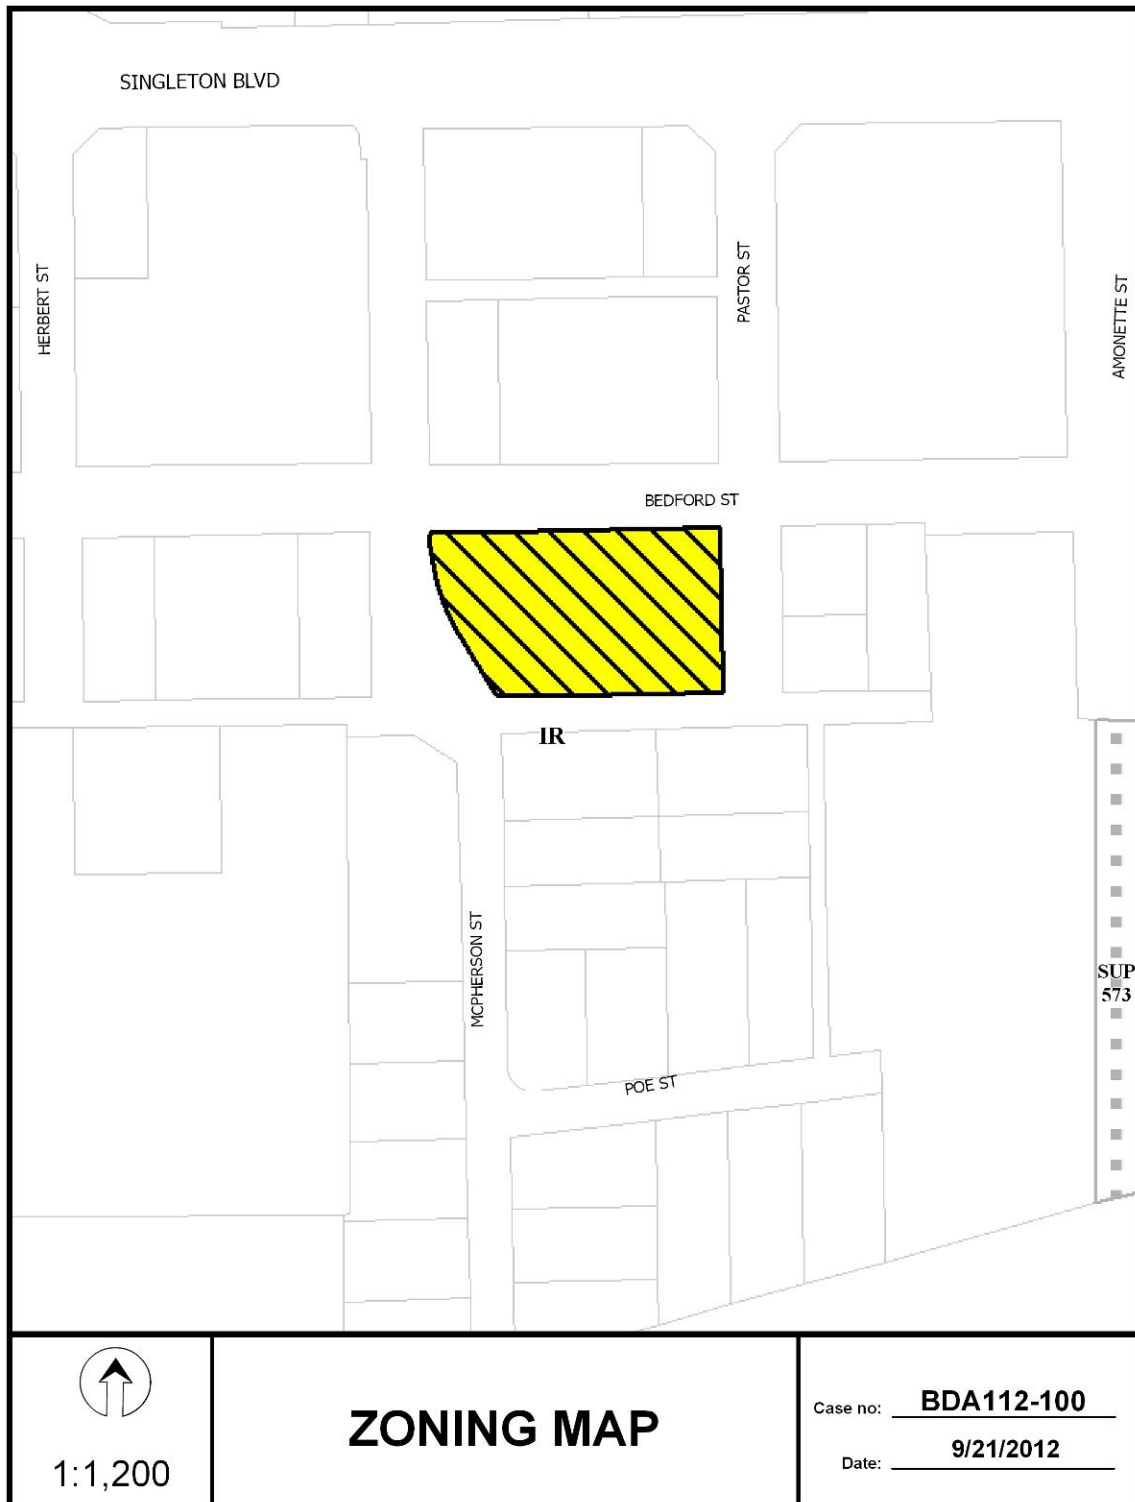 SINGLETON BLVD
HERBERT ST
PASTOR ST
AMONETTE ST
BEDFORD ST
IR
MCPHERSON ST
SUP
573
POE ST
1:1,200
ZONING MAP
Case no: BDA112-100
Date: 9/21/2012